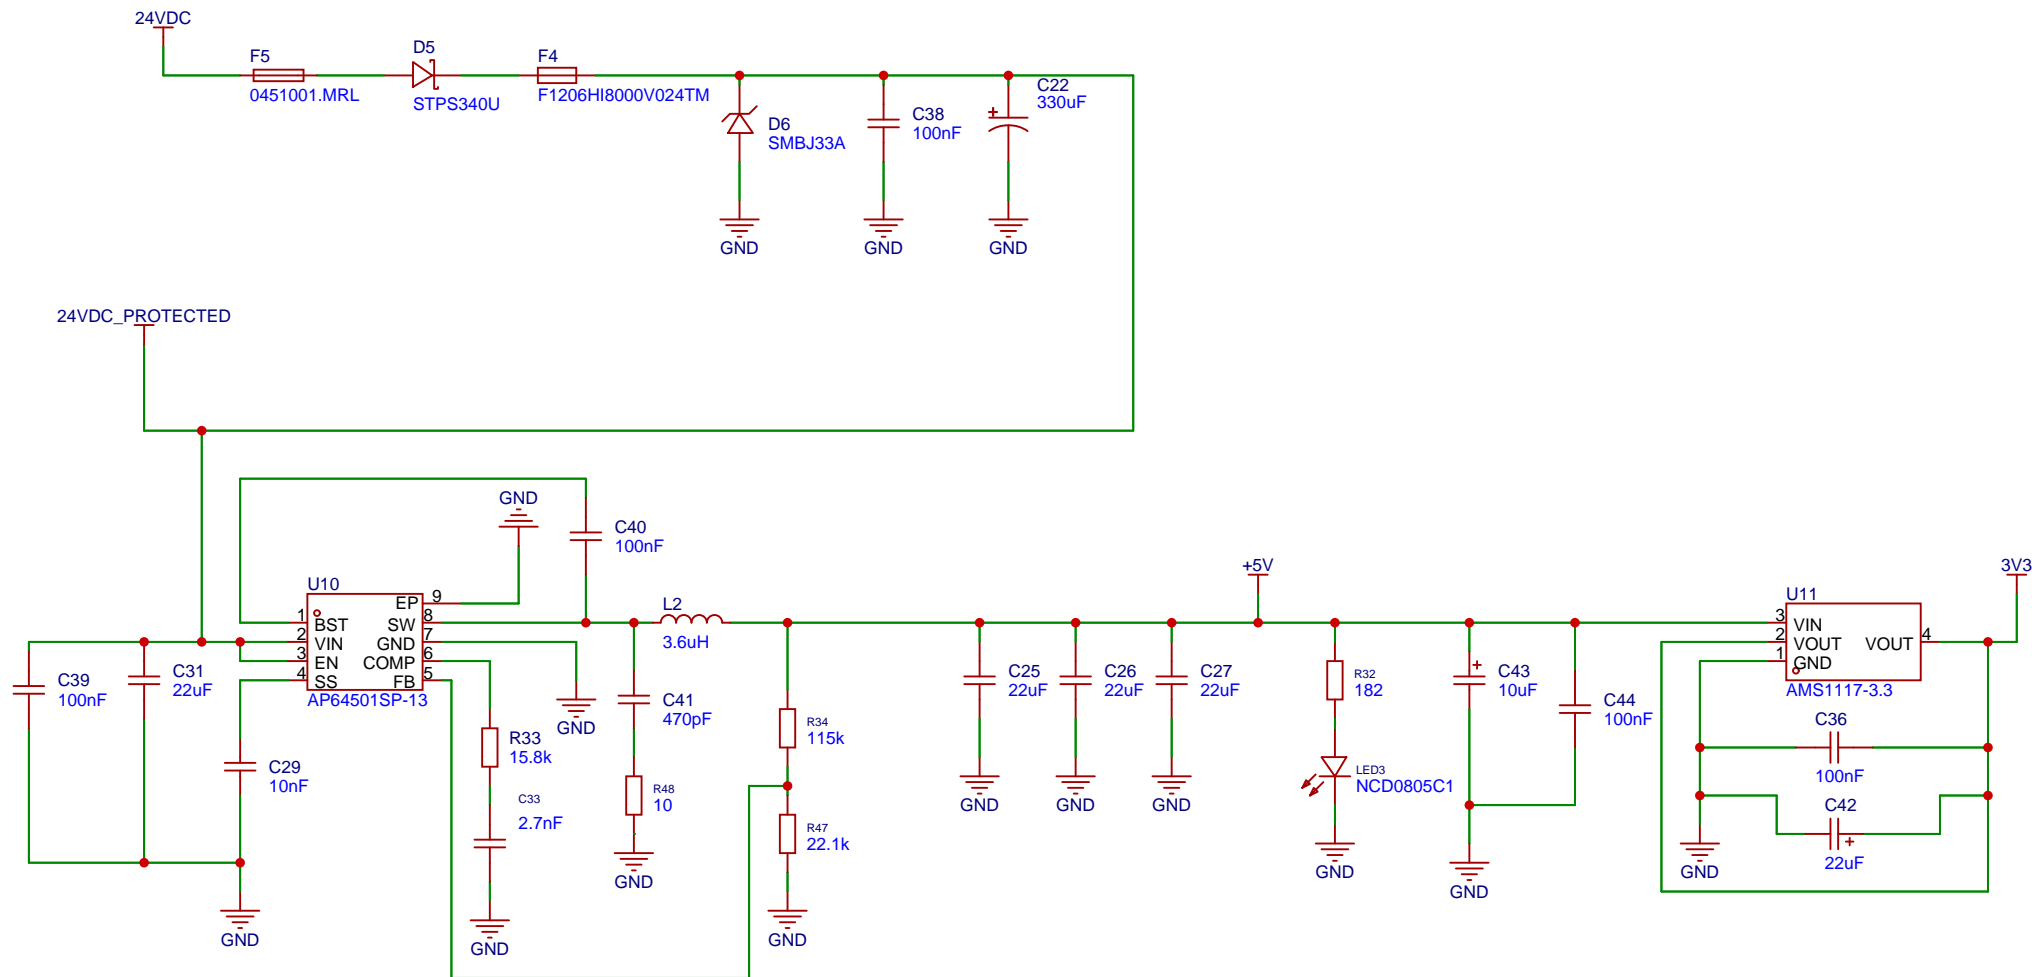 24VDC
F5
0451001.MRL
D5
STPS340U
F4
F1206HI8000V024TM
D6
SMBJ33A
GND
C38
100nF
GND
C22
330uF
+
GND
24VDC_PROTECTED
GND
C40
100nF
U10
1 BST
2 VIN
3 EN
4 SS
EP 9
SW 8
GND 7
COMP 6
FB 5
AP64501SP-13
C39
100nF
C31
22uF
C29
10nF
GND
R33
15.8k
C33
2.7nF
GND
GND
L2
3.6uH
C41
470pF
R48
10
GND
R34
115k
R47
22.1k
GND
C25
22uF
GND
C26
22uF
GND
C27
22uF
GND
+5V
R32
182
LED3
NCD0805C1
GND
+
C43
10uF
GND
C44
100nF
3V3
U11
3 VIN
2 VOUT
1 GND
VOUT 4
AMS1117-3.3
C36
100nF
C42
+
22uF
GND